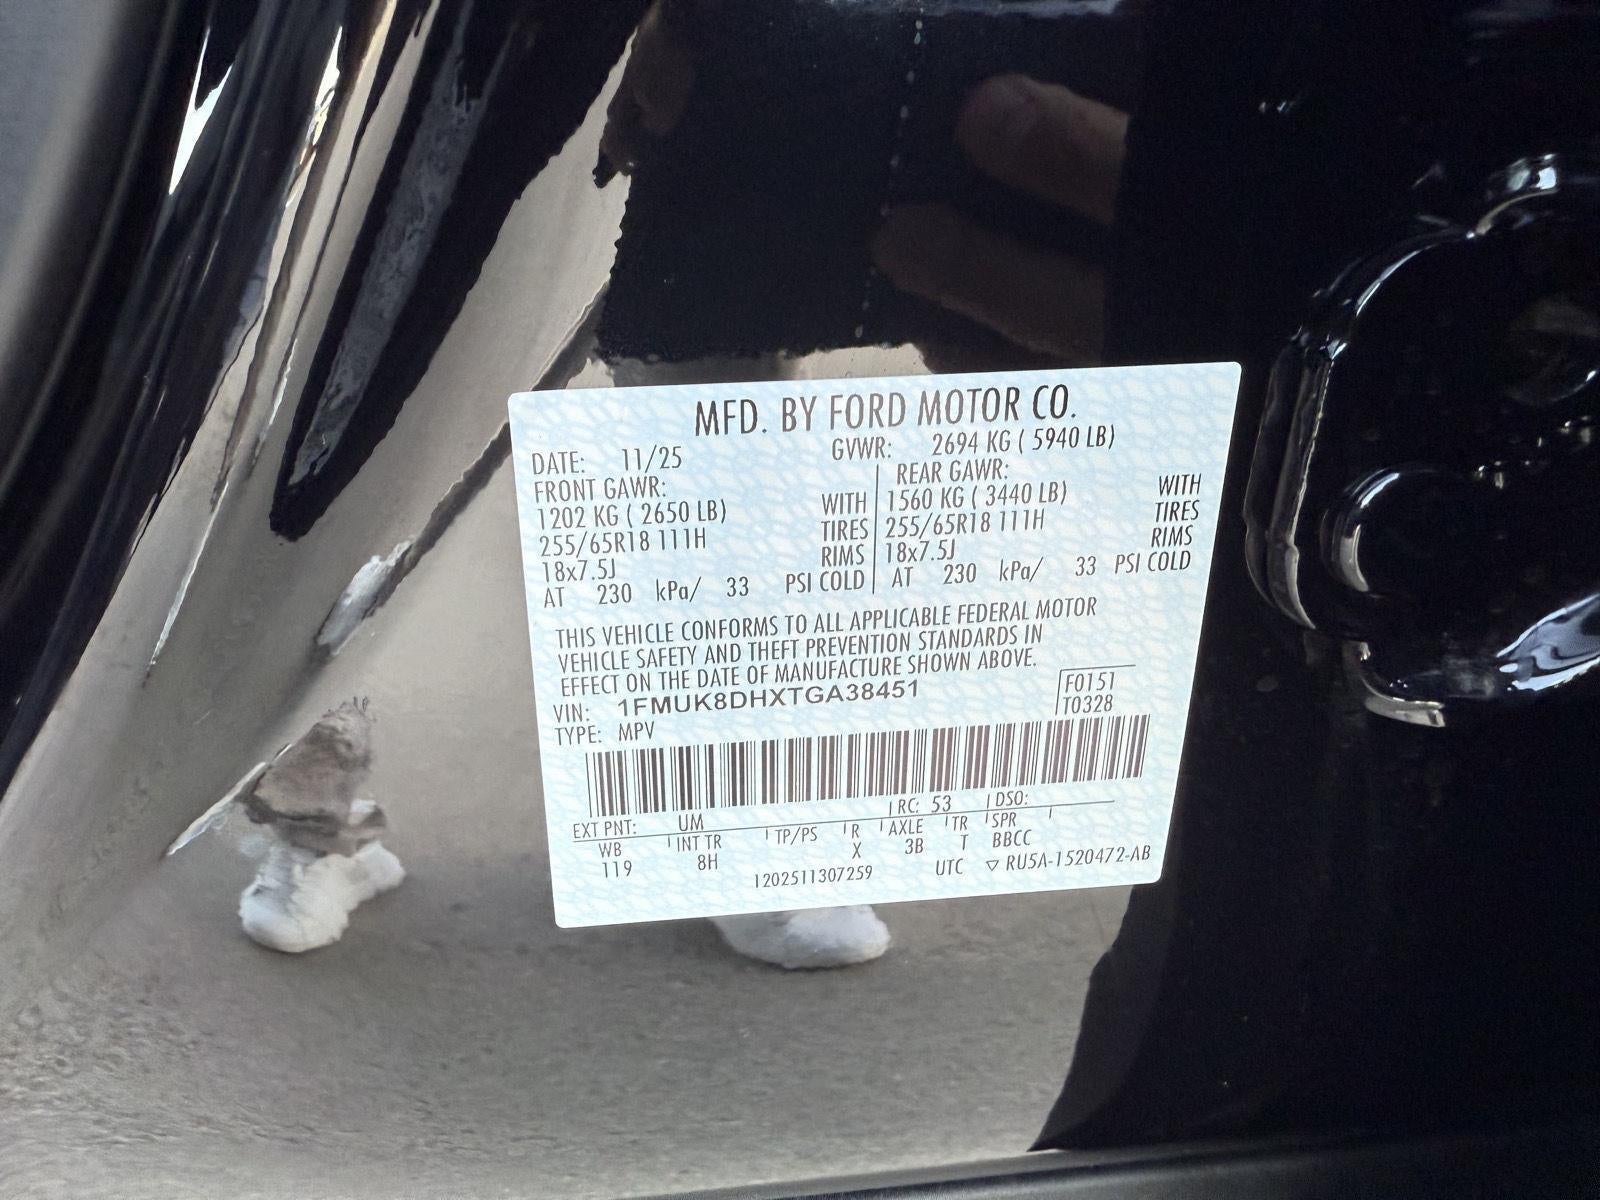 MFD. BY FORD MOTOR CO.
DATE: 11/25 GVWR: 2694 KG ( 5940 LB)
FRONT GAWR: REAR GAWR:
1202 KG ( 2650 LB) WITH 1560 KG ( 3440 LB) WITH
255/65R18 111H TIRES 255/65R18 111H TIRES
18x7.5J RIMS 18x7.5J RIMS
AT 230 kPa/ 33 PSI COLD AT 230 kPa/ 33 PSI COLD
THIS VEHICLE CONFORMS TO ALL APPLICABLE FEDERAL MOTOR
VEHICLE SAFETY AND THEFT PREVENTION STANDARDS IN
EFFECT ON THE DATE OF MANUFACTURE SHOWN ABOVE.
VIN: 1FMUK8DHXTGA38451 F0151
TYPE: MPV T0328
EXT PNT: UM RC: 53 DSO:
WB INT TR TP/PS R AXLE TR SPR
119 8H X 3B T BBCC
1202511307259 UTC ▽ RU5A-1520472-AB